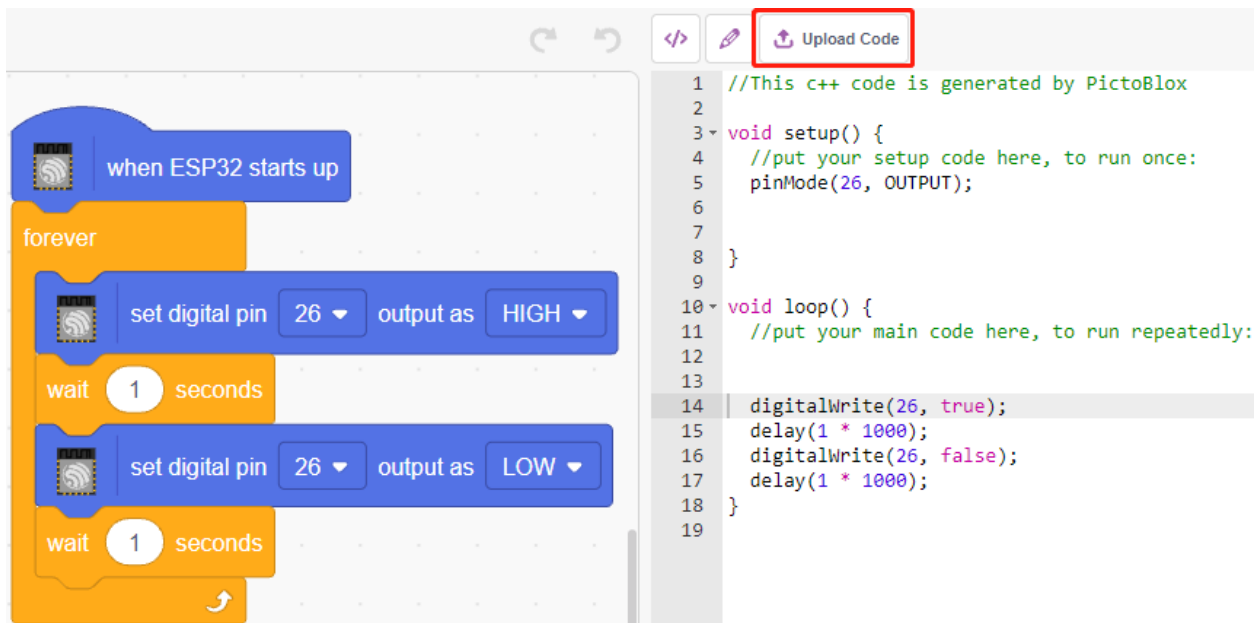 Upload Code
when ESP32 starts up
forever
set digital pin 26 output as HIGH
wait 1 seconds
set digital pin 26 output as LOW
wait 1 seconds
1 //This c++ code is generated by PictoBlox
2
3 void setup() {
4 //put your setup code here, to run once:
5 pinMode(26, OUTPUT);
6
7
8 }
9
10 void loop() {
11 //put your main code here, to run repeatedly:
12
13
14 digitalWrite(26, true);
15 delay(1 * 1000);
16 digitalWrite(26, false);
17 delay(1 * 1000);
18 }
19